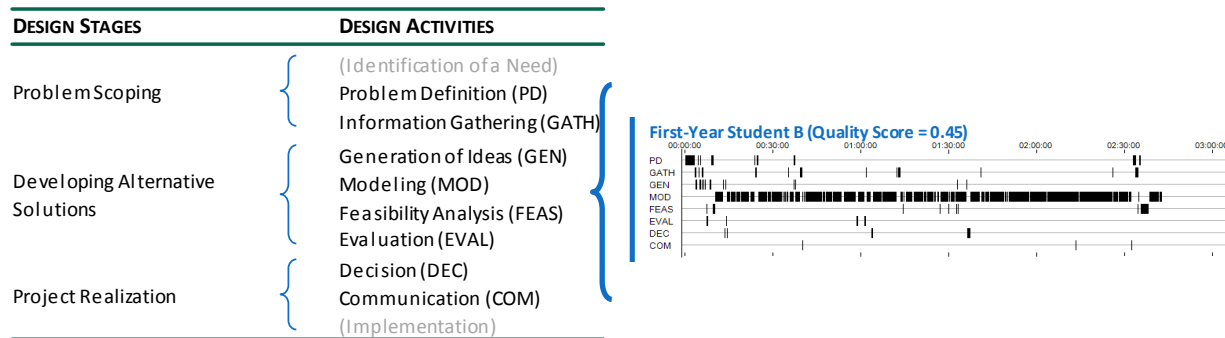 DESIGN STAGES
DESIGN ACTIVITIES
Problem Scoping
(Identification of a Need)
Problem Definition (PD)
Information Gathering (GATH)
Developing Alternative
Solutions
Generation of Ideas (GEN)
Modeling (MOD)
Feasibility Analysis (FEAS)
Evaluation (EVAL)
Project Realization
Decision (DEC)
Communication (COM)
(Implementation)
First-Year Student B (Quality Score = 0.45)
00:00:00 00:30:00 01:00:00 01:30:00 02:00:00 02:30:00 03:00:00
PD
GATH
GEN
MOD
FEAS
EVAL
DEC
COM